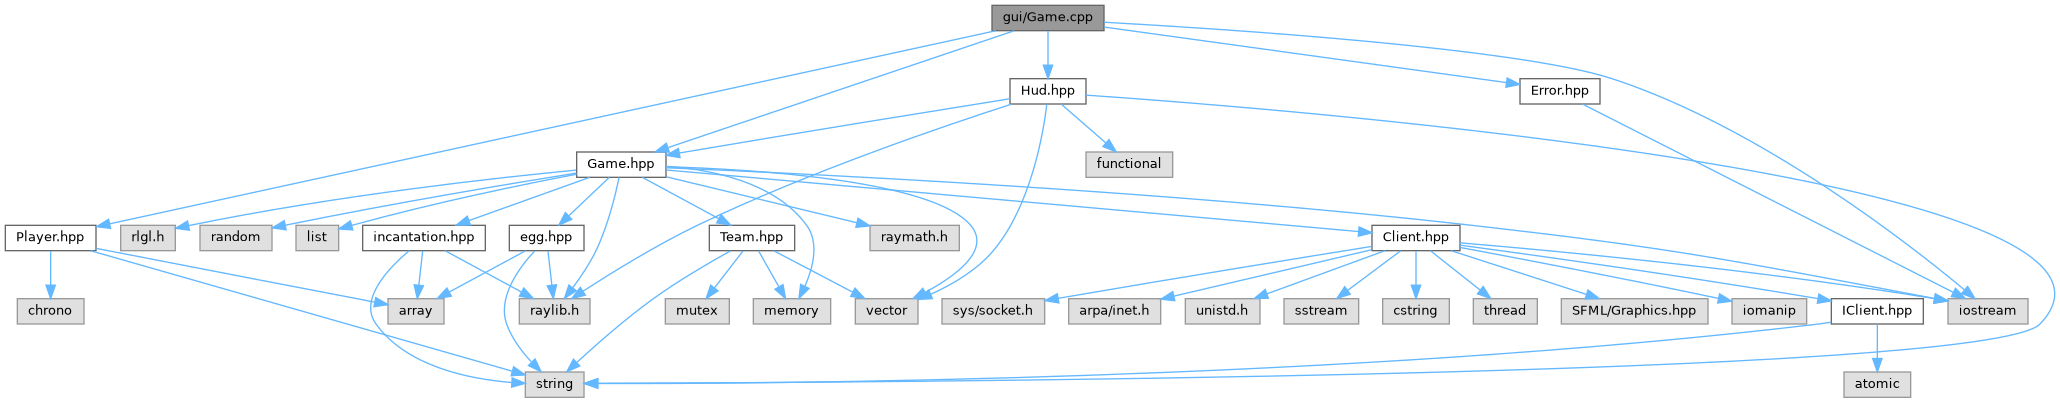 gui/Game.cpp
Hud.hpp
Error.hpp
Game.hpp
functional
Player.hpp
rlgl.h
random
list
incantation.hpp
egg.hpp
Team.hpp
raymath.h
Client.hpp
chrono
array
raylib.h
mutex
memory
vector
sys/socket.h
arpa/inet.h
unistd.h
sstream
cstring
thread
SFML/Graphics.hpp
iomanip
IClient.hpp
iostream
string
atomic